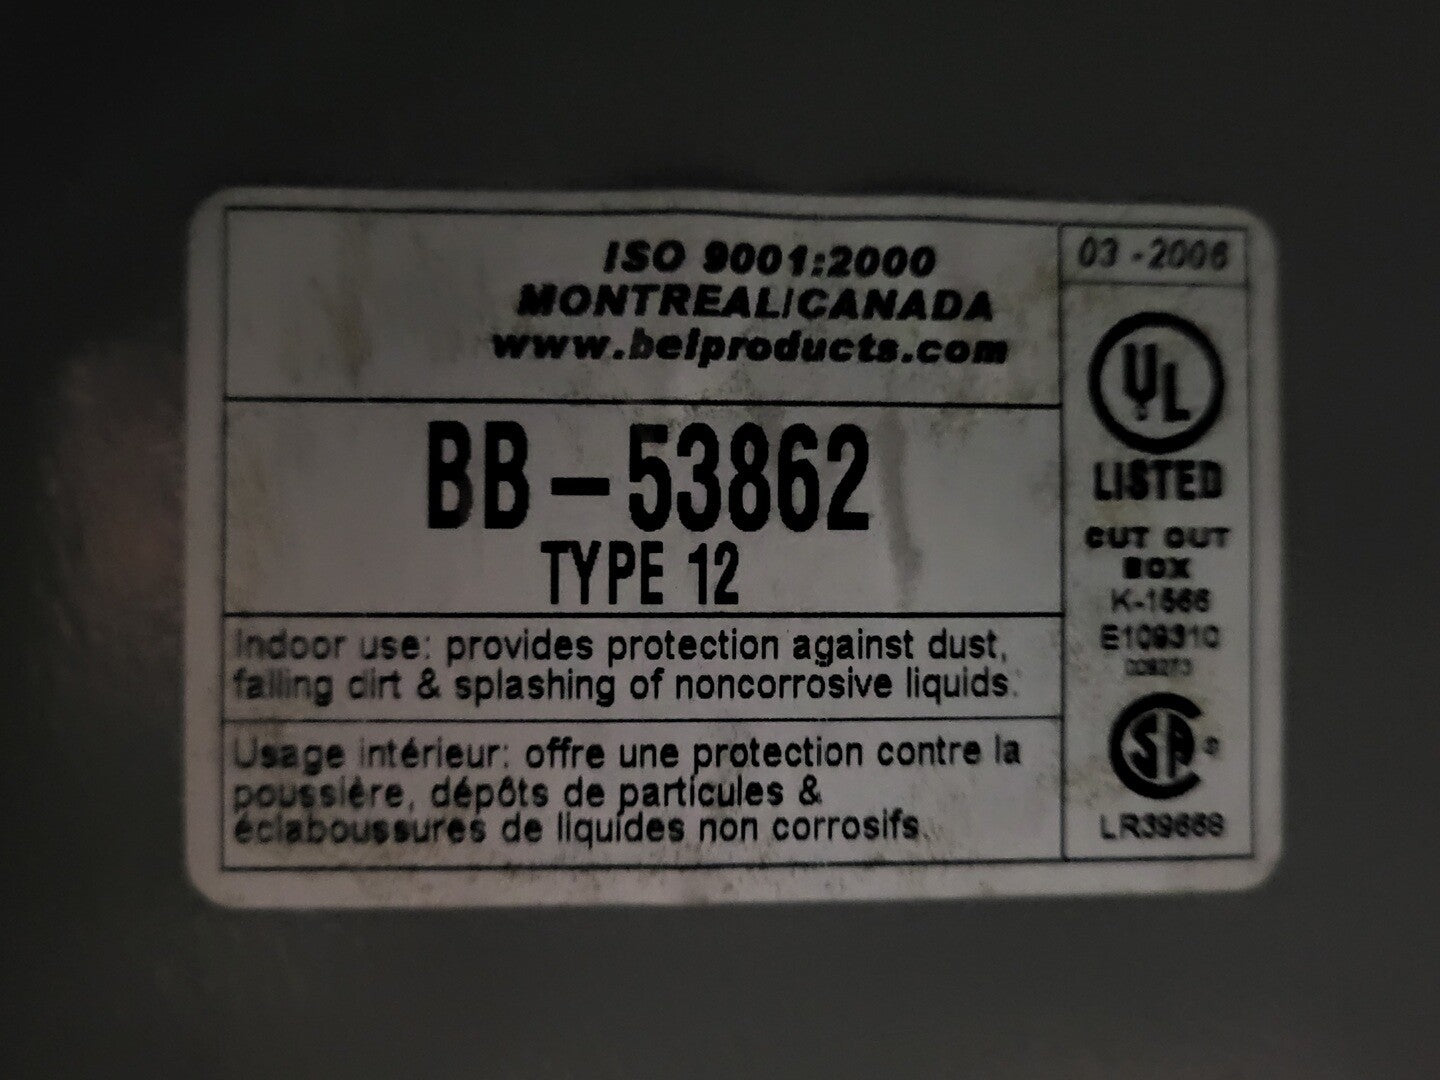 ISO 9001:2000
MONTREAL/CANADA
www.belproducts.com
03 - 2006
BB - 53862
TYPE 12
Indoor use: provides protection against dust,
falling dirt & splashing of noncorrosive liquids.
Usage intérieur: offre une protection contre la
poussière, dépôts de particules &
éclaboussures de liquides non corrosifs.
UL
LISTED
CUT OUT
BOX
SA